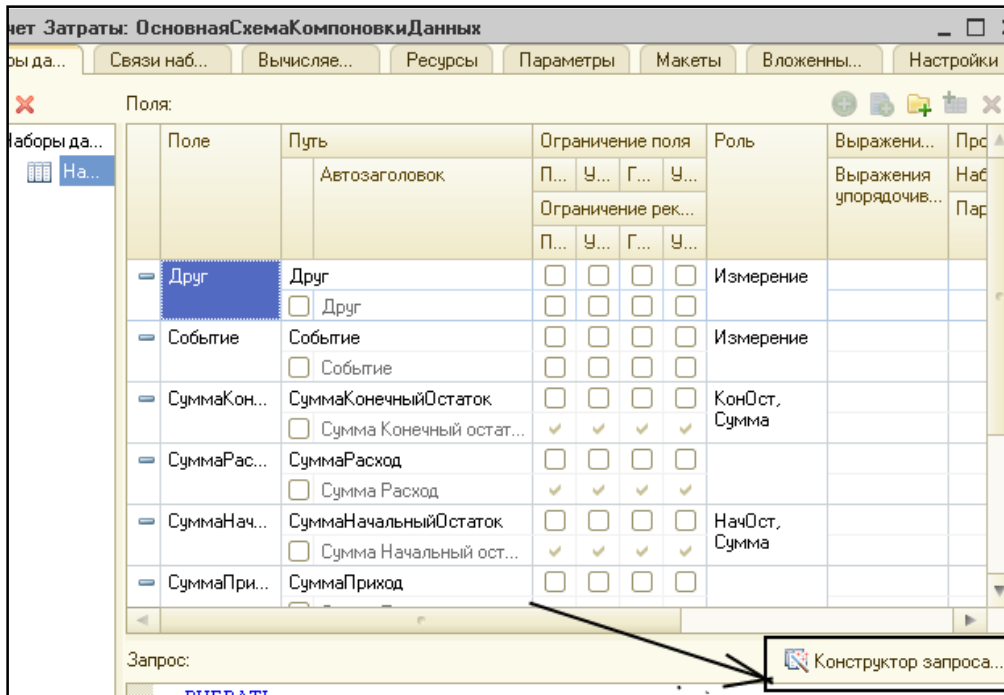 чет Затраты: ОсновнаяСхемаКомпоновкиДанных
ры да... Связи наб... Вычисляе... Ресурсы Параметры Макеты Вложенны... Настройки
Поля:
Наборы да...
На...
Поле Путь Ограничение поля Роль Выражени... Про
Автозаголовок П... У... Г... У... Выражения упорядочив... Наб
Ограничение рек... Пар
П... У... Г... У...
Друг Друг Измерение
Друг
Событие Событие Измерение
Событие
СуммаКон... СуммаКонечныйОстаток КонОст,
Сумма
Сумма Конечный остат...
СуммаРас... СуммаРасход
Сумма Расход
СуммаНач... СуммаНачальныйОстаток НачОст,
Сумма
Сумма Начальный ост...
СуммаПри... СуммаПриход
Запрос: Конструктор запроса...
ВЫБРАТЬ